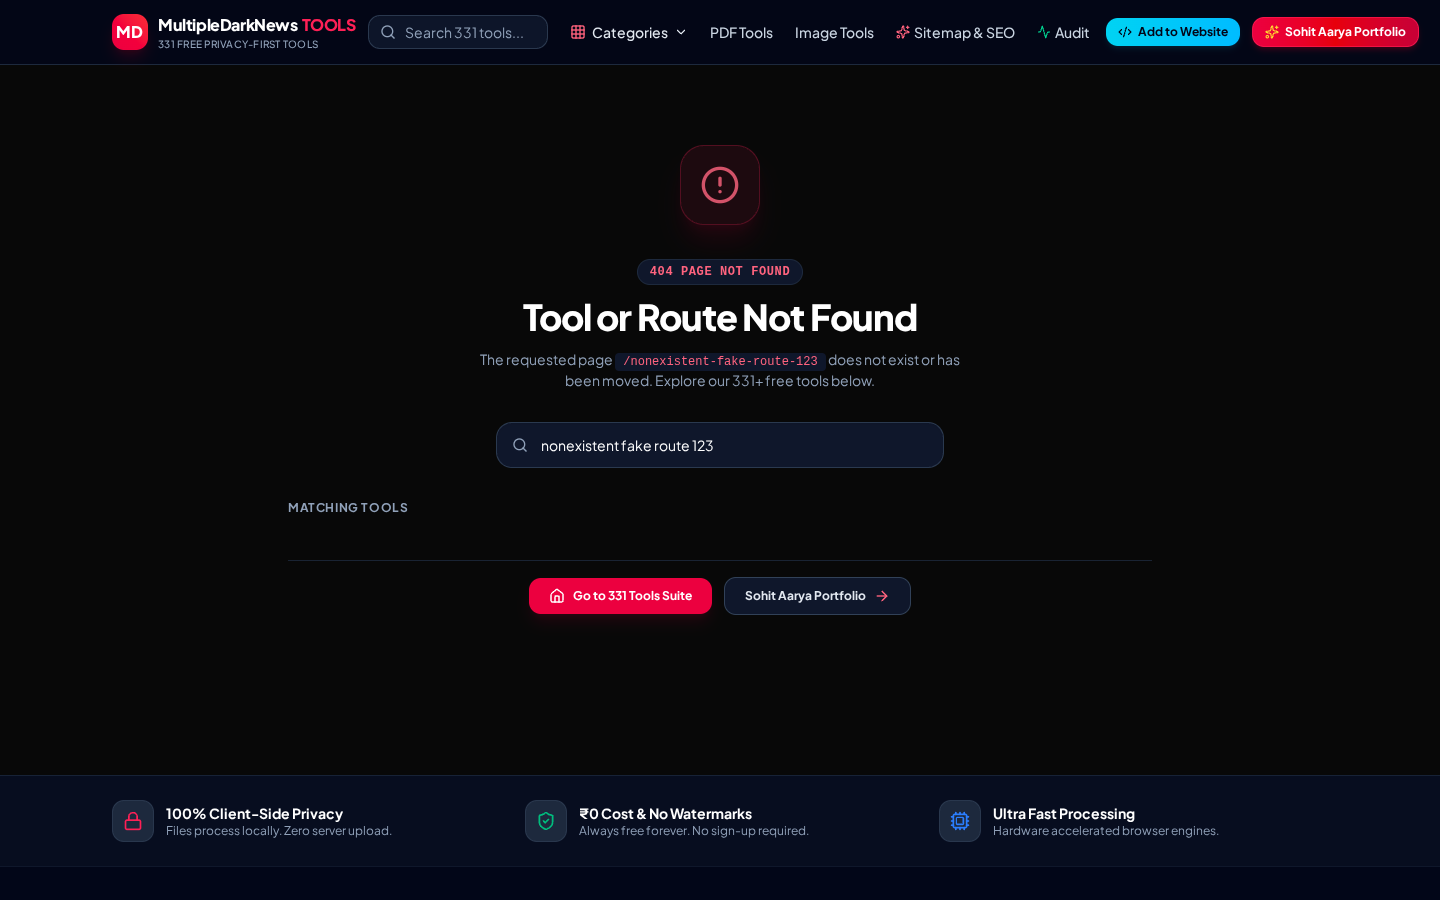 MD
MultipleDarkNews TOOLS
331 FREE PRIVACY-FIRST TOOLS
Search 331 tools...
Categories
PDF Tools
Image Tools
Sitemap & SEO
Audit
Add to Website
Sohit Aarya Portfolio
404 PAGE NOT FOUND
Tool or Route Not Found
The requested page /nonexistent-fake-route-123 does not exist or has
been moved. Explore our 331+ free tools below.
nonexistent fake route 123
MATCHING TOOLS
Go to 331 Tools Suite
Sohit Aarya Portfolio
100% Client-Side Privacy
Files process locally. Zero server upload.
₹0 Cost & No Watermarks
Always free forever. No sign-up required.
Ultra Fast Processing
Hardware accelerated browser engines.